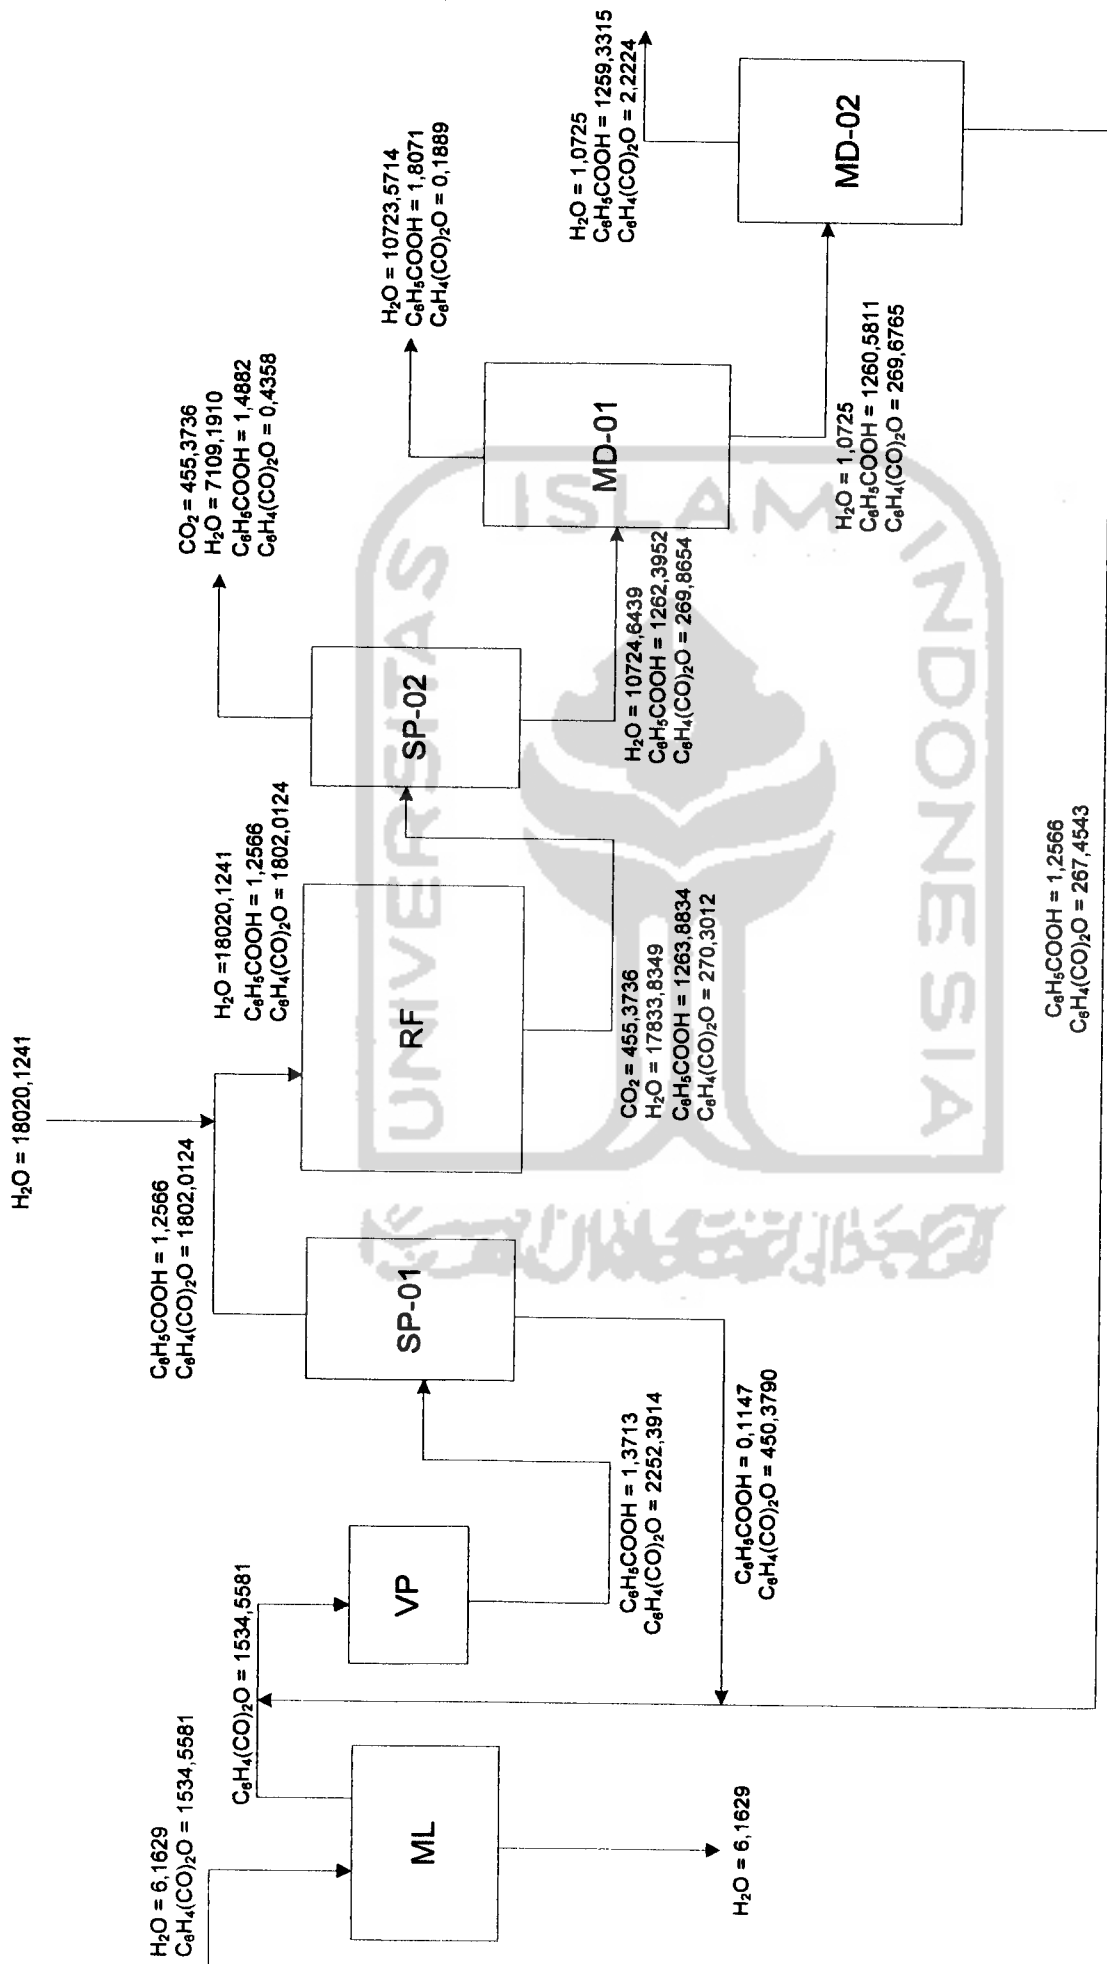 H₂O = 6,1629
C₆H₄(CO)₂O = 1534,5581
ML
H₂O = 6,1629
C₆H₄(CO)₂O = 1534,5581
VP
C₆H₅COOH = 1,3713
C₆H₄(CO)₂O = 2252,3914
SP-01
C₆H₅COOH = 0,1147
C₆H₄(CO)₂O = 450,3790
C₆H₅COOH = 1,2566
C₆H₄(CO)₂O = 1802,0124
H₂O = 18020,1241
H₂O =18020,1241
C₆H₅COOH = 1,2566
C₆H₄(CO)₂O = 1802,0124
RF
CO₂ = 455,3736
H₂O = 17833,8349
C₆H₅COOH = 1263,8834
C₆H₄(CO)₂O = 270,3012
SP-02
CO₂ = 455,3736
H₂O = 7109,1910
C₆H₅COOH = 1,4882
C₆H₄(CO)₂O = 0,4358
H₂O = 10724,6439
C₆H₅COOH = 1262,3952
C₆H₄(CO)₂O = 269,8654
MD-01
H₂O = 10723,5714
C₆H₅COOH = 1,8071
C₆H₄(CO)₂O = 0,1889
H₂O = 1,0725
C₆H₅COOH = 1260,5811
C₆H₄(CO)₂O = 269,6765
MD-02
H₂O = 1,0725
C₆H₅COOH = 1259,3315
C₆H₄(CO)₂O = 2,2224
C₆H₅COOH = 1,2566
C₆H₄(CO)₂O = 267,4543
UNIVERSITAS
ISLAM
INDONESIA